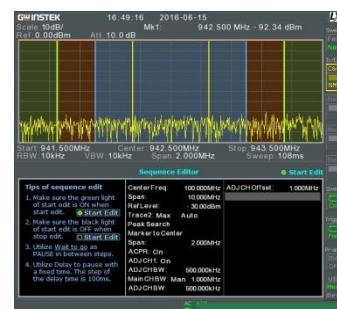 GWINSTEK 16:49:16 2016-06-15
Scale:10dB/ Mk1: 942.500 MHz - 92.34 dBm
Ref:0.00dBm Att:10.0 dB
Start:941.500MHz Center:942.500MHz Stop:943.500MHz
RBW:10kHz VBW:10kHz Span:2.000MHz Sweep:108ms
Sequence Editor Start Edit
Tips of sequence edit
1. Make sure the green light
of start edit is ON when
start edit. Start Edit
2. Make sure the black light
of start edit is OFF when
stop edit. Start Edit
3. Utilize Wait to go as
PAUSE in between steps.
4. Utilize Delay to pause with
a fixed time. The step of
the delay time is 100ms.
CenterFreq: 100.000MHz
Span: 10.000MHz
RefLevel: - 30.00dBm
Trace2: Max Auto
PeakSearch
MarkertoCenter
Span: 2.000MHz
ACPR: On
ADJCH1: On
ADJCHBW: 500.000kHz
MainCHBW: Man 1.000MHz
ADJCHBW: 500.000kHz
ADJCHOffset: 1.000MHz